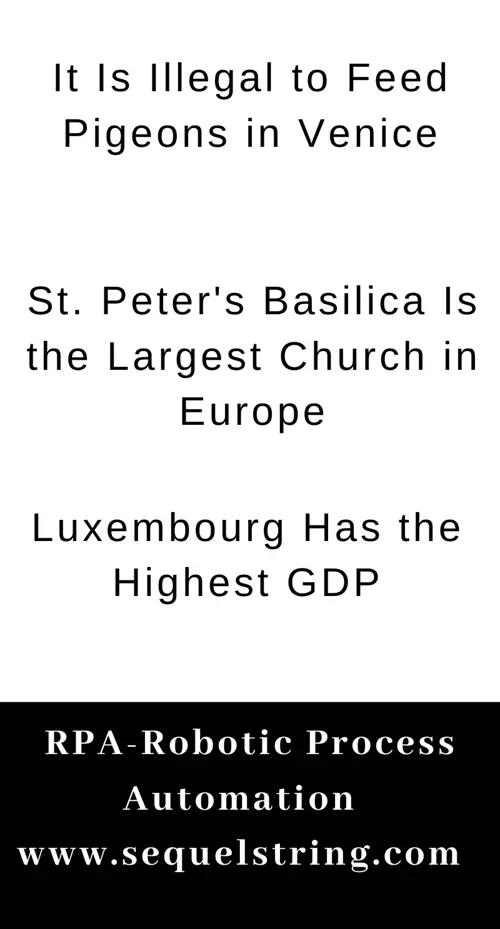 It Is Illegal to Feed
Pigeons in Venice
St. Peter's Basilica Is
the Largest Church in
Europe
Luxembourg Has the
Highest GDP
RPA-Robotic Process
Automation
www.sequelstring.com